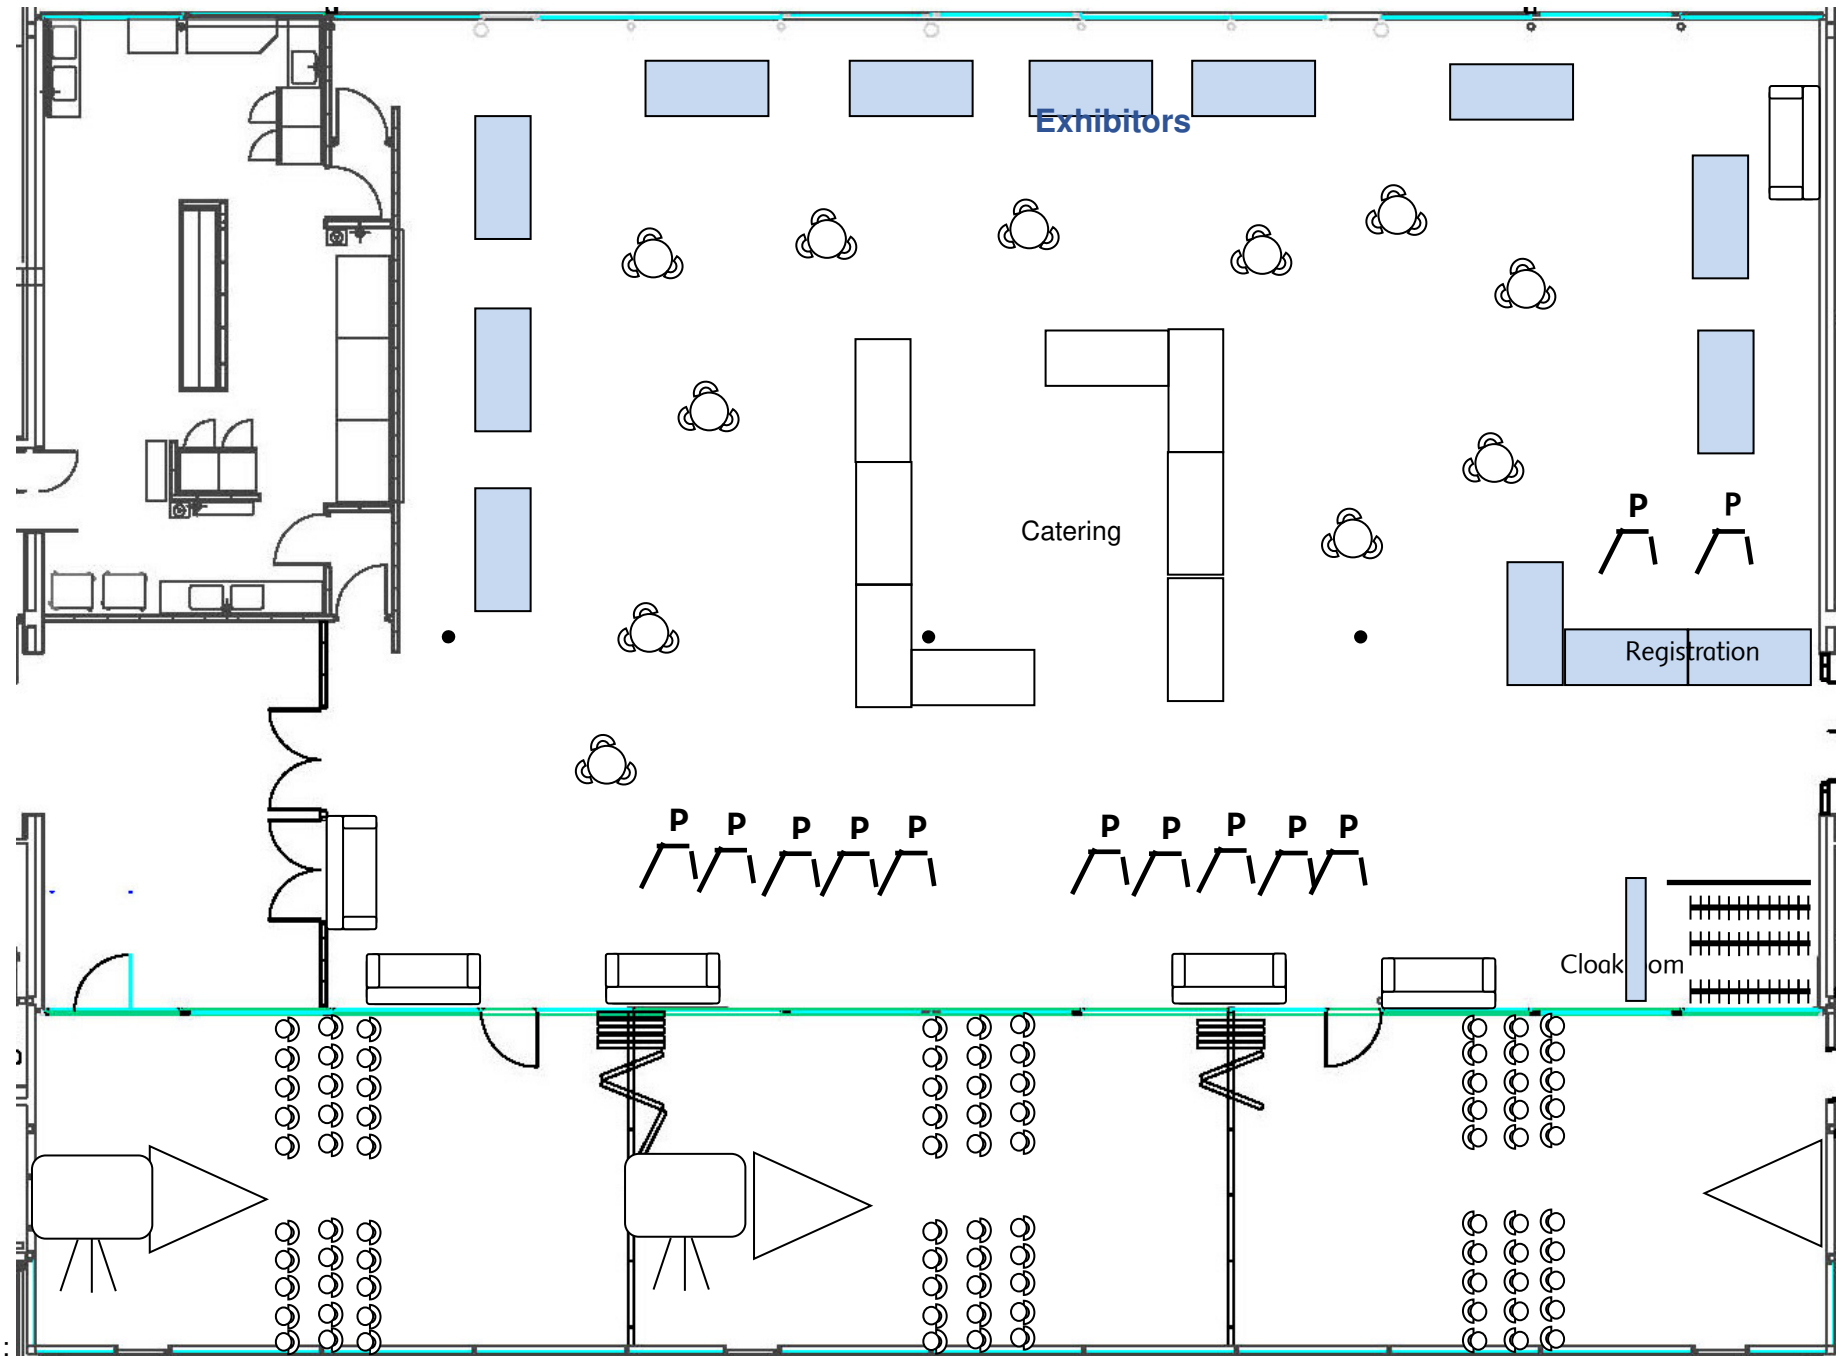 Exhibitors
P P
Catering
Registration
P P P P P
P P P P P
Cloak om
: